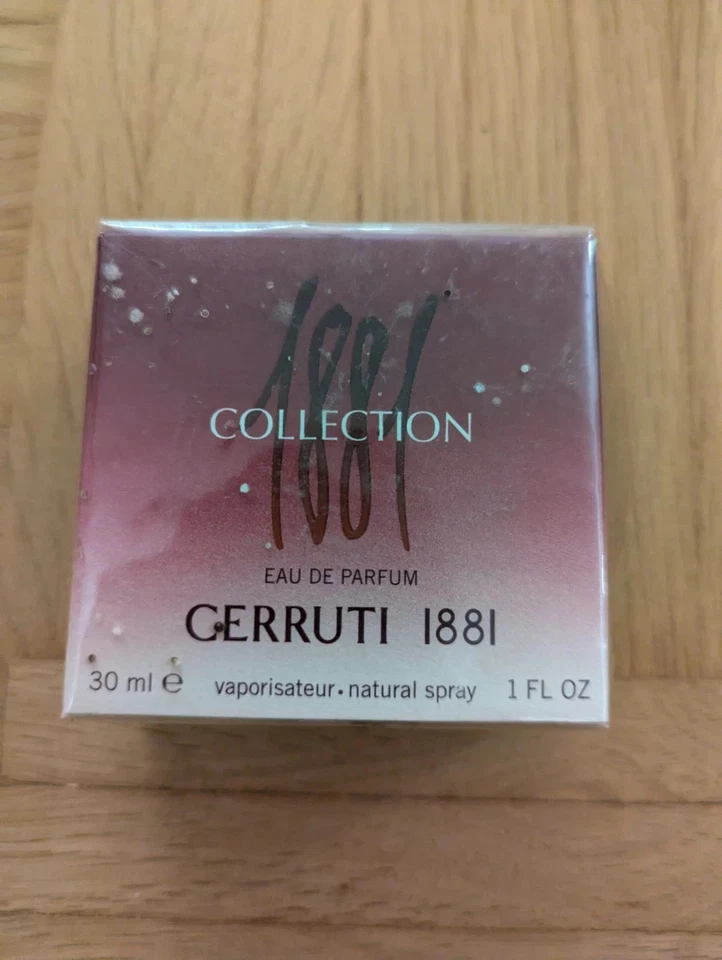 1881
COLLECTION
EAU DE PARFUM
CERRUTI 1881
30 ml ℮ vaporisateur • natural spray 1 FL OZ